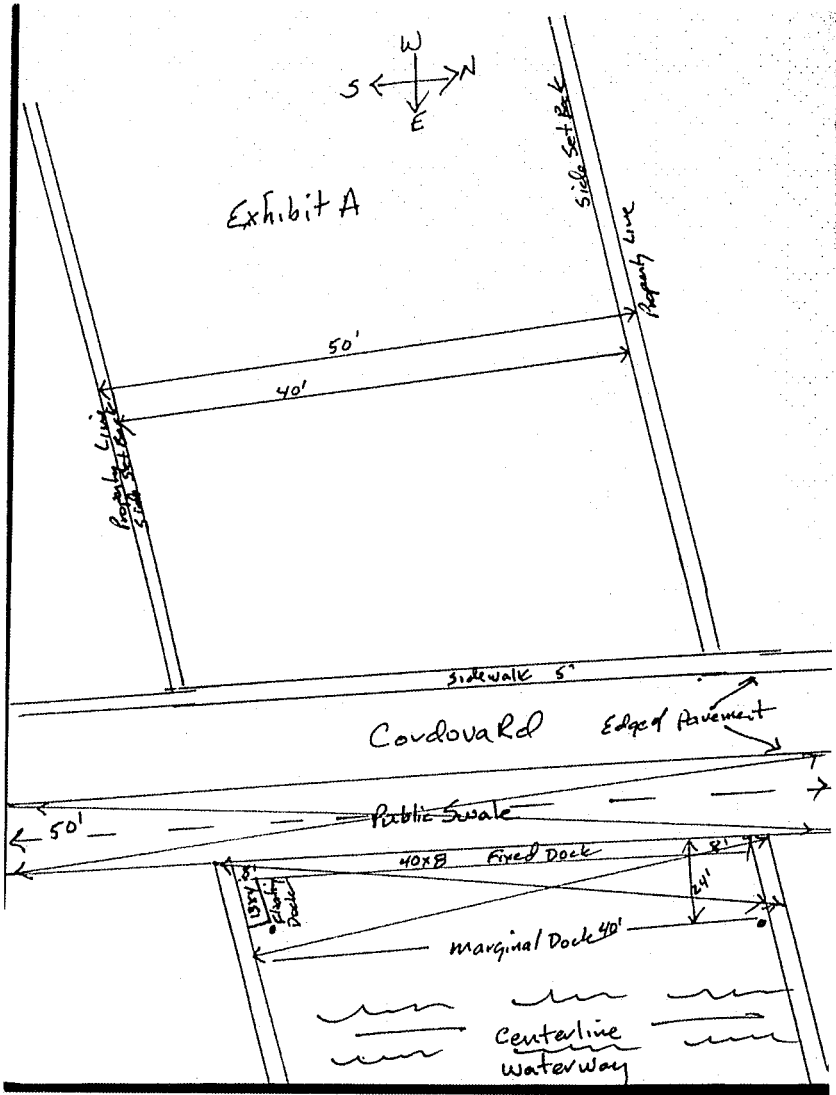 W
S N
E
Exhibit A
Side Set Back
Property Line
50'
40'
Property Line
Side Set Back
Sidewalk 5'
Cordova Rd
Edge of Pavement
50'
Public Swale
40x8 Fixed Dock
8'
8'
24'
Floating
Dock
Marginal Dock 40'
Centerline
Waterway